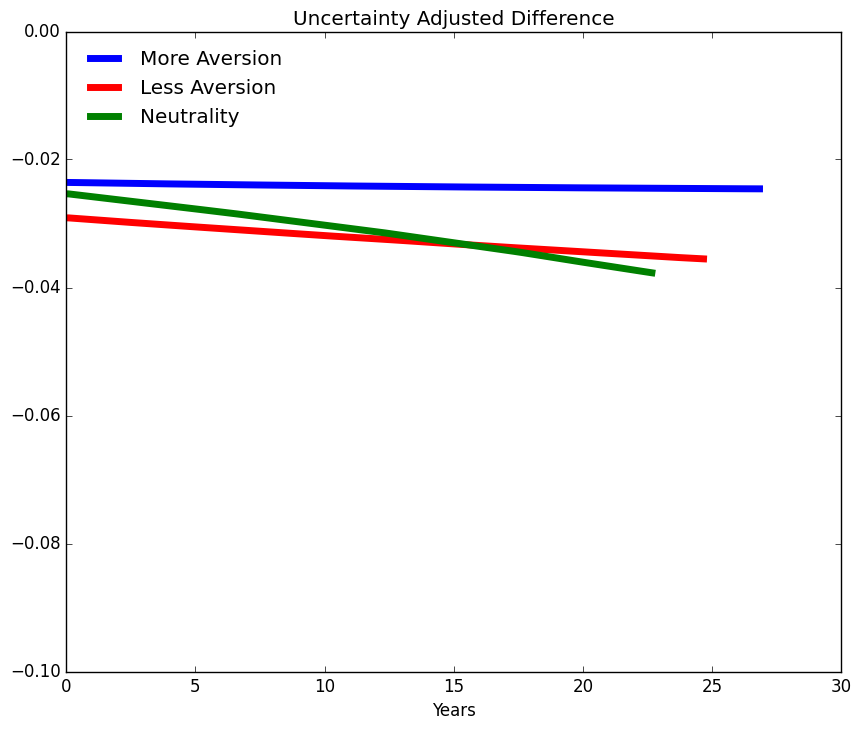 Uncertainty Adjusted Difference
0.00
More Aversion
Less Aversion
Neutrality
−0.02
−0.04
−0.06
−0.08
−0.10
0 5 10 15 20 25 30
Years